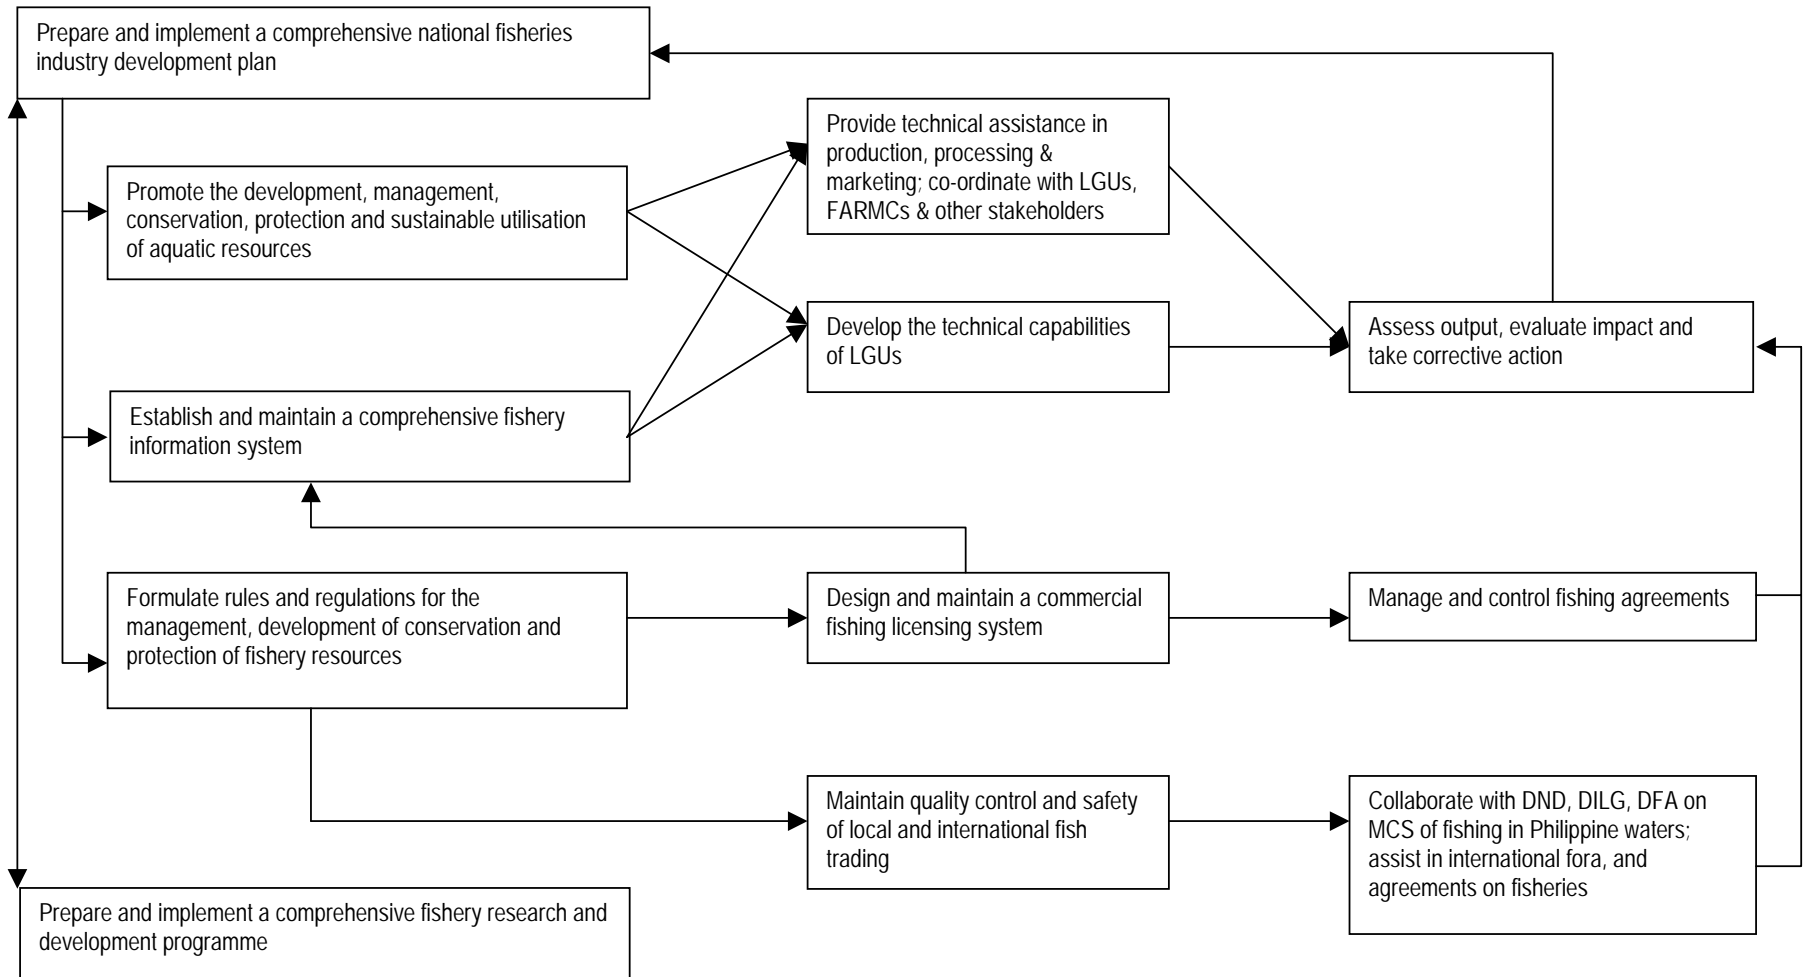 Prepare and implement a comprehensive national fisheries
industry development plan
Provide technical assistance in
production, processing &
marketing; co-ordinate with LGUs,
FARMCs & other stakeholders
Promote the development, management,
conservation, protection and sustainable utilisation
of aquatic resources
Develop the technical capabilities
of LGUs
Assess output, evaluate impact and
take corrective action
Establish and maintain a comprehensive fishery
information system
Formulate rules and regulations for the
management, development of conservation and
protection of fishery resources
Design and maintain a commercial
fishing licensing system
Manage and control fishing agreements
Maintain quality control and safety
of local and international fish
trading
Collaborate with DND, DILG, DFA on
MCS of fishing in Philippine waters;
assist in international fora, and
agreements on fisheries
Prepare and implement a comprehensive fishery research and
development programme